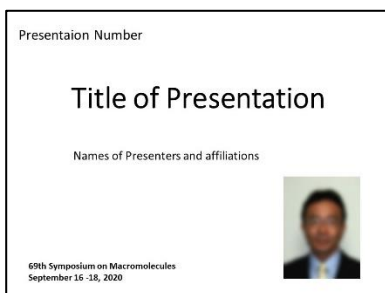 Presentaion Number
Title of Presentation
Names of Presenters and affiliations
69th Symposium on Macromolecules
September 16 -18, 2020